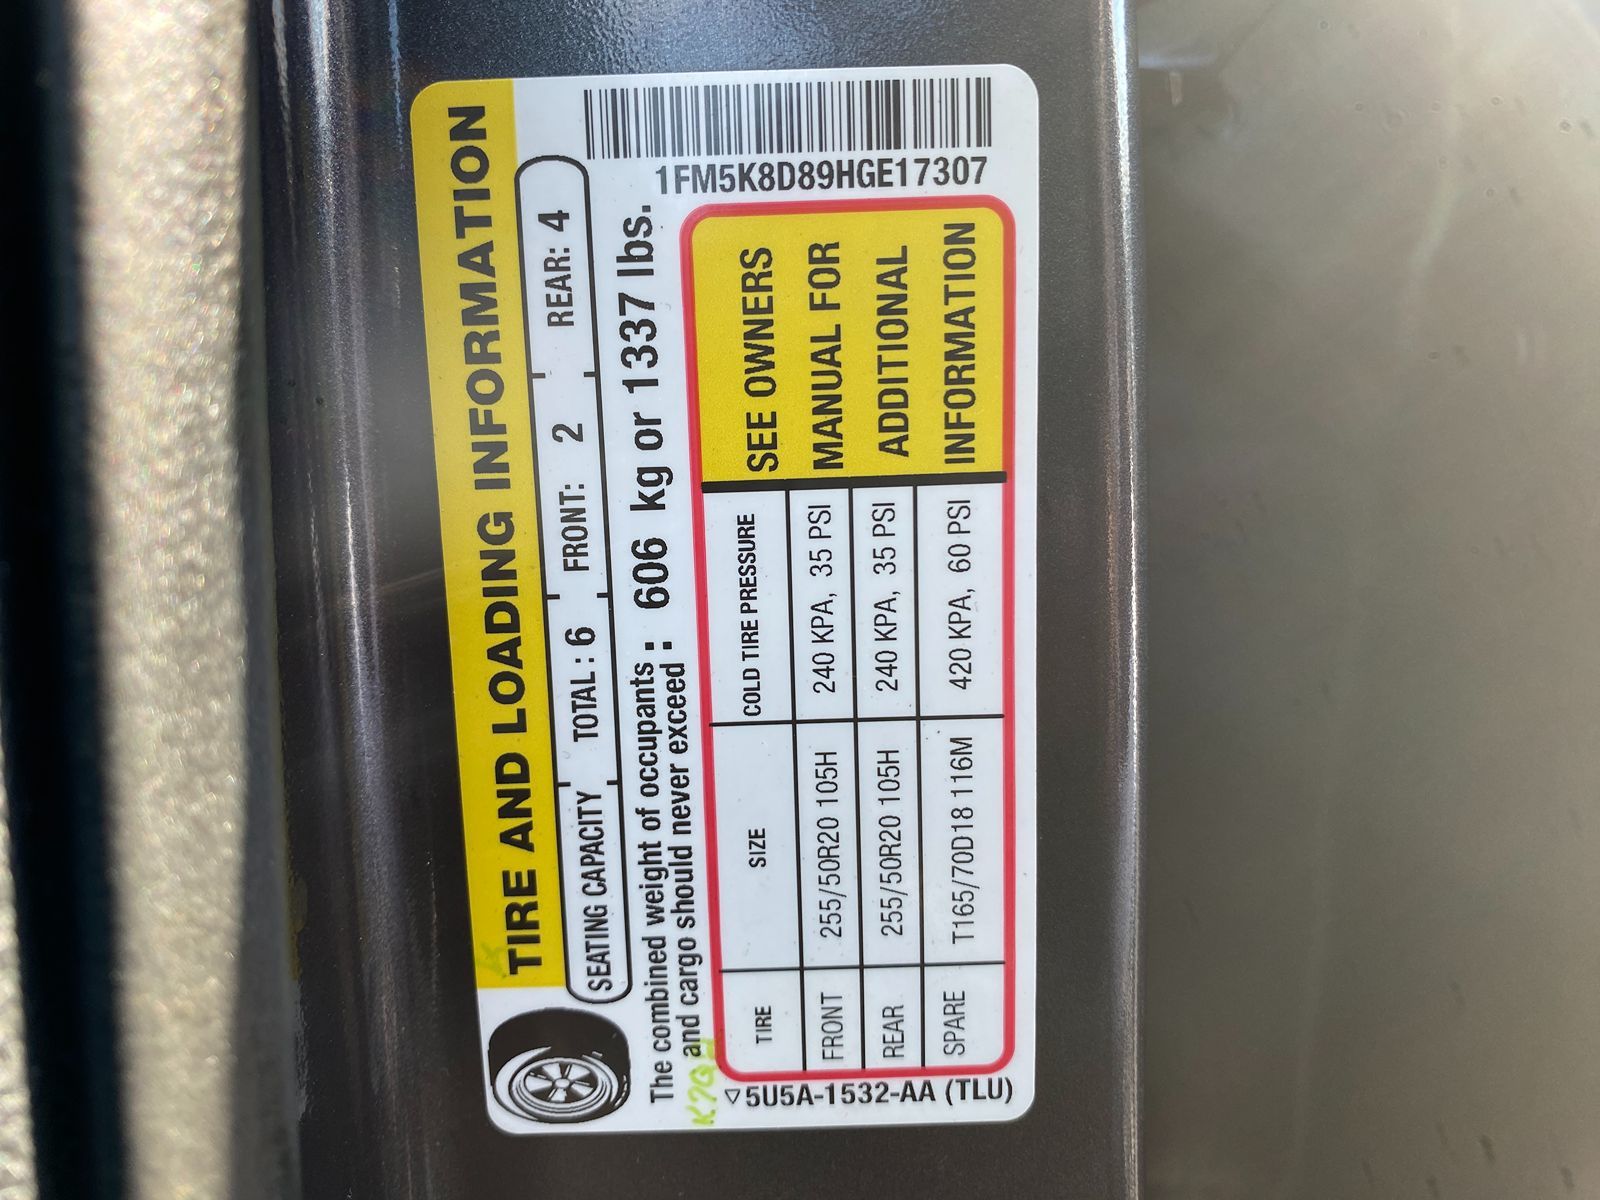 TIRE AND LOADING INFORMATION
SEATING CAPACITY TOTAL : 6 FRONT: 2 REAR: 4
The combined weight of occupants and cargo should never exceed : 606 kg or 1337 lbs.
TIRE SIZE COLD TIRE PRESSURE
FRONT 255/50R20 105H 240 KPA, 35 PSI
REAR 255/50R20 105H 240 KPA, 35 PSI
SPARE T165/70D18 116M 420 KPA, 60 PSI
SEE OWNERS
MANUAL FOR
ADDITIONAL
INFORMATION
5U5A-1532-AA (TLU)
1FM5K8D89HGE17307